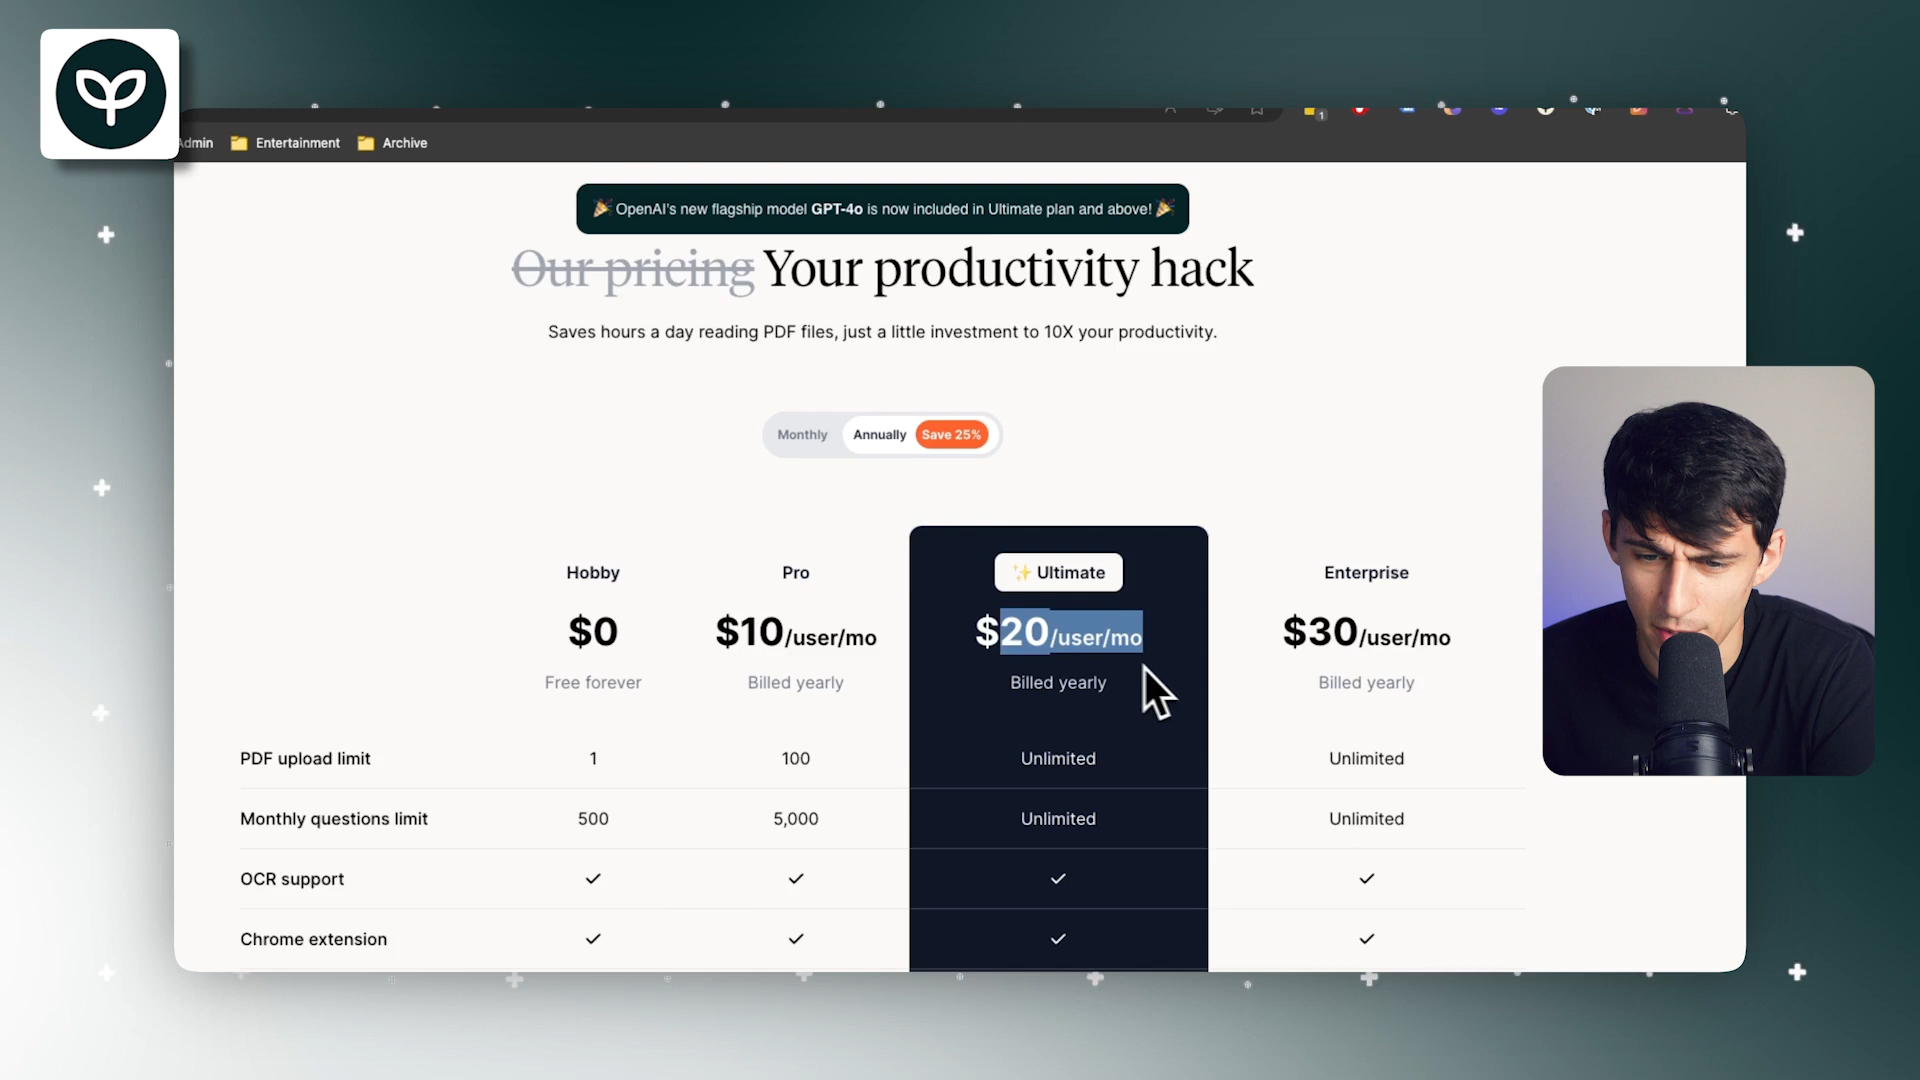 Admin Entertainment Archive
1
🎉 OpenAI's new flagship model GPT-4o is now included in Ultimate plan and above! 🎉
Our pricing Your productivity hack
Saves hours a day reading PDF files, just a little investment to 10X your productivity.
Monthly Annually Save 25%
Hobby Pro ✨ Ultimate Enterprise
$0 $10/user/mo $20/user/mo $30/user/mo
Free forever Billed yearly Billed yearly Billed yearly
PDF upload limit 1 100 Unlimited Unlimited
Monthly questions limit 500 5,000 Unlimited Unlimited
OCR support ✓ ✓ ✓ ✓
Chrome extension ✓ ✓ ✓ ✓